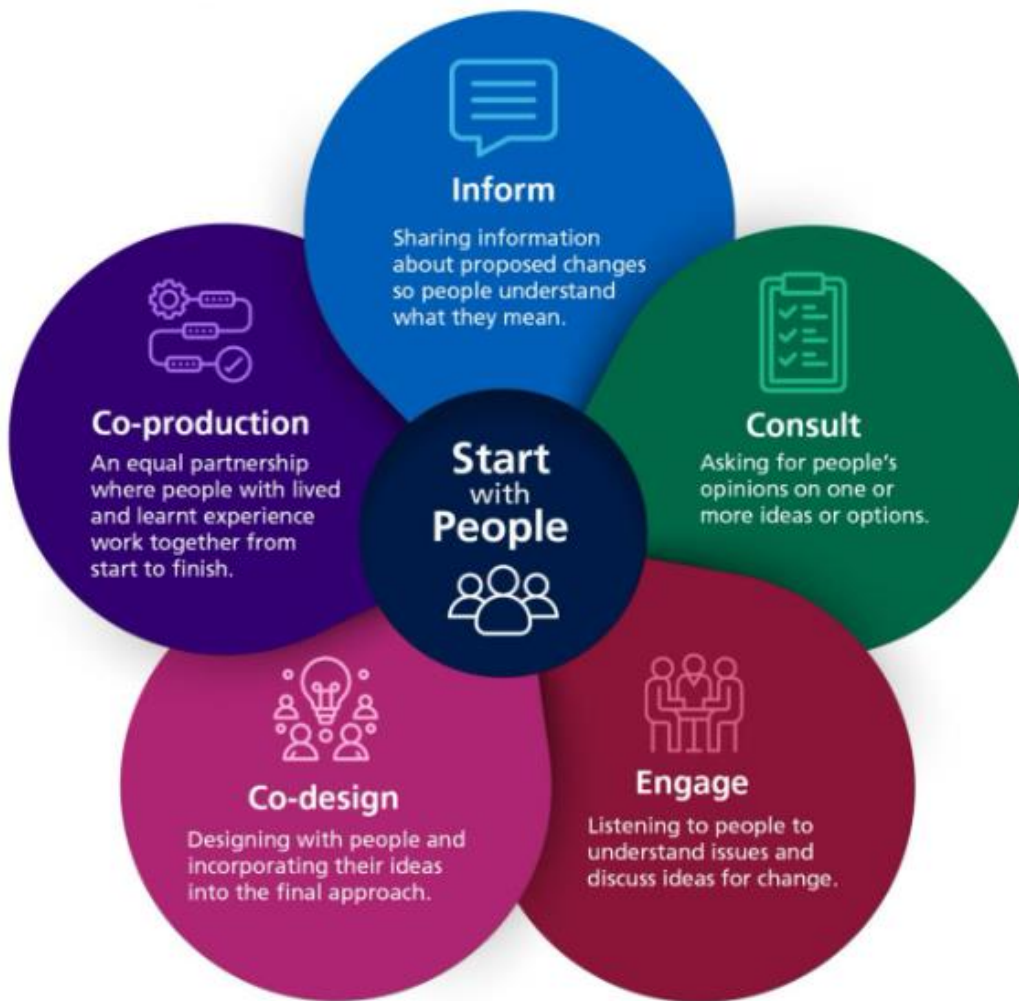 Inform
Sharing information
about proposed changes
so people understand
what they mean.
Consult
Asking for people's
opinions on one or
more ideas or options.
Engage
Listening to people to
understand issues and
discuss ideas for change.
Co-design
Designing with people and
incorporating their ideas
into the final approach.
Co-production
An equal partnership
where people with lived
and learnt experience
work together from
start to finish.
Start
with
People